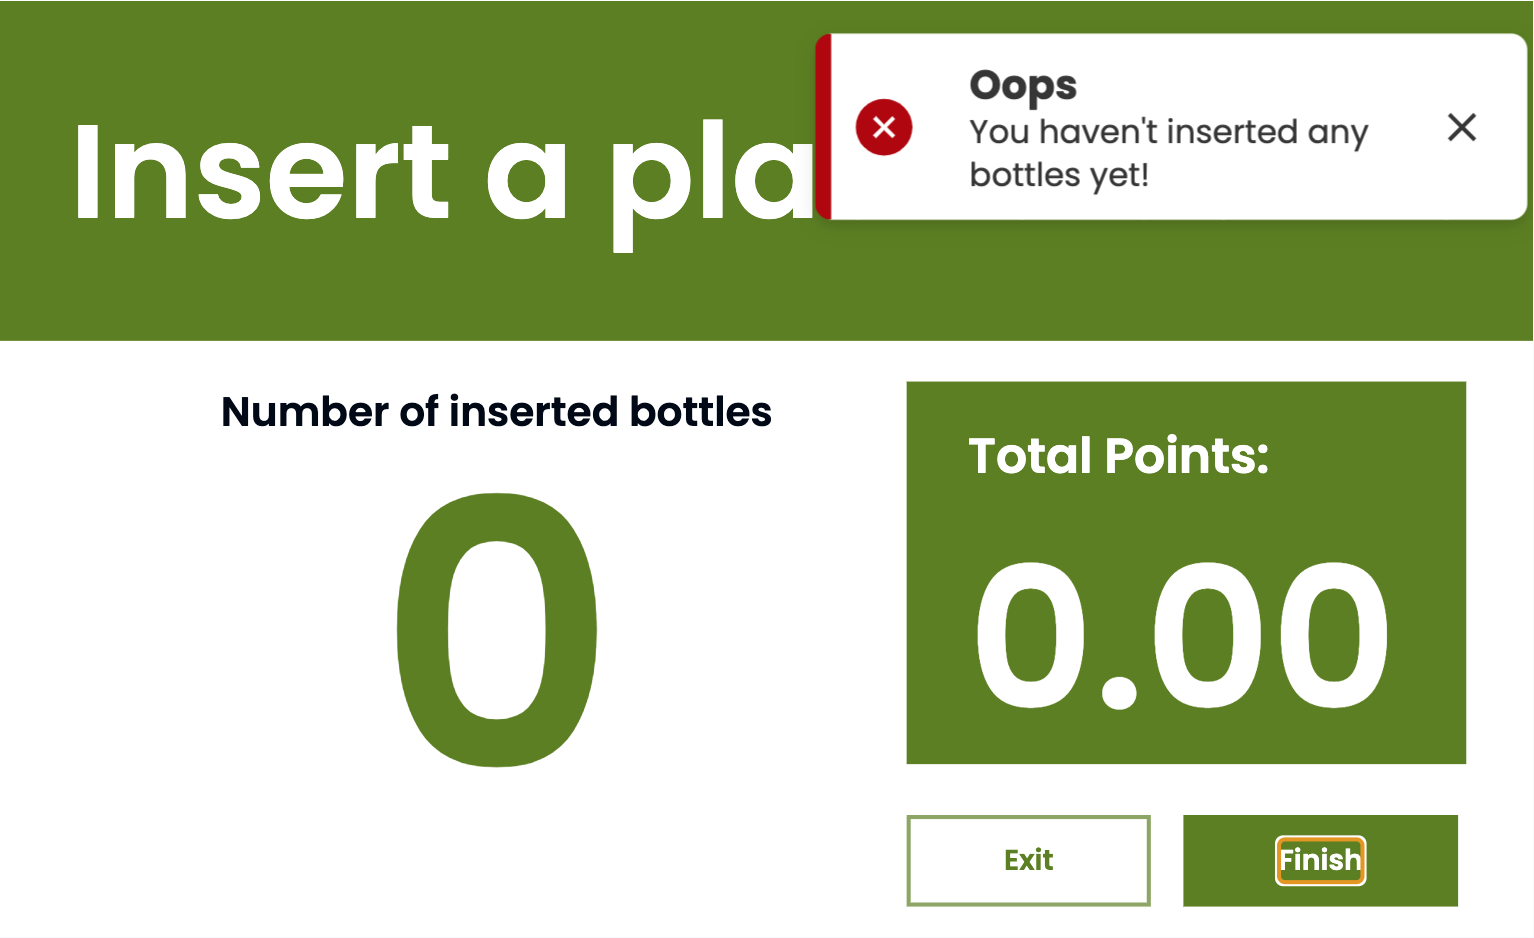 Insert a pla
Oops
You haven't inserted any
bottles yet!
Number of inserted bottles
0
Total Points:
0.00
Exit
Finish